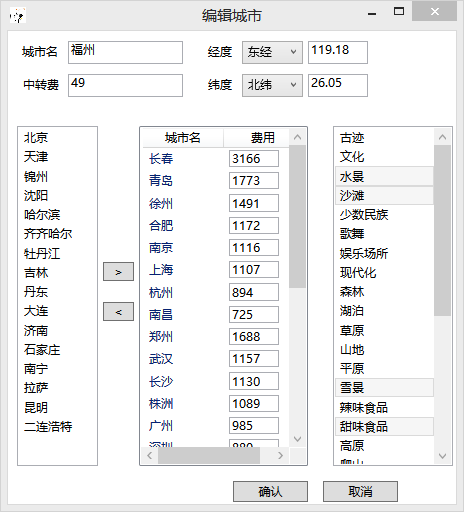 编辑城市
城市名 福州 经度 东经 119.18
中转费 49 纬度 北纬 26.05
北京
天津
锦州
沈阳
哈尔滨
齐齐哈尔
牡丹江
吉林
丹东
大连
济南
石家庄
南宁
拉萨
昆明
二连浩特
>
<
城市名 费用
长春 3166
青岛 1773
徐州 1491
合肥 1172
南京 1116
上海 1107
杭州 894
南昌 725
郑州 1688
武汉 1157
长沙 1130
株洲 1089
广州 985
深圳 880
古迹
文化
水景
沙滩
少数民族
歌舞
娱乐场所
现代化
森林
湖泊
草原
山地
平原
雪景
辣味食品
甜味食品
高原
爬山
确认 取消